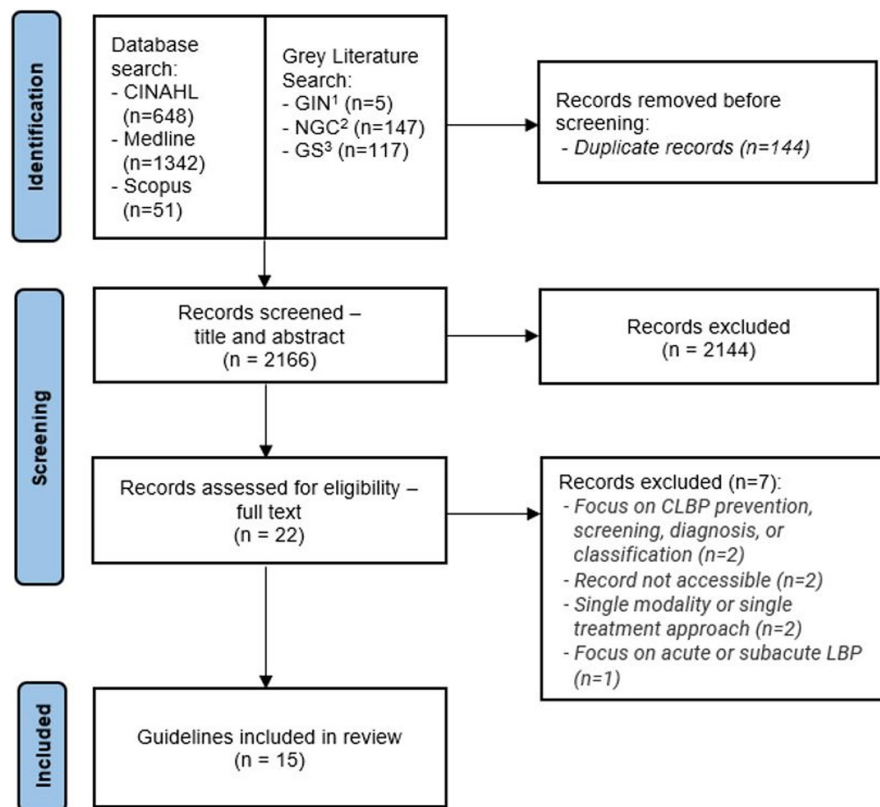 Identification
Database
search:
- CINAHL
(n=648)
- Medline
(n=1342)
- Scopus
(n=51)
Grey Literature
Search:
- GIN¹ (n=5)
- NGC² (n=147)
- GS³ (n=117)
Records removed before
screening:
- Duplicate records (n=144)
Screening
Records screened –
title and abstract
(n = 2166)
Records excluded
(n = 2144)
Records assessed for eligibility –
full text
(n = 22)
Records excluded (n=7):
- Focus on CLBP prevention,
screening, diagnosis, or
classification (n=2)
- Record not accessible (n=2)
- Single modality or single
treatment approach (n=2)
- Focus on acute or subacute LBP
(n=1)
Included
Guidelines included in review
(n = 15)